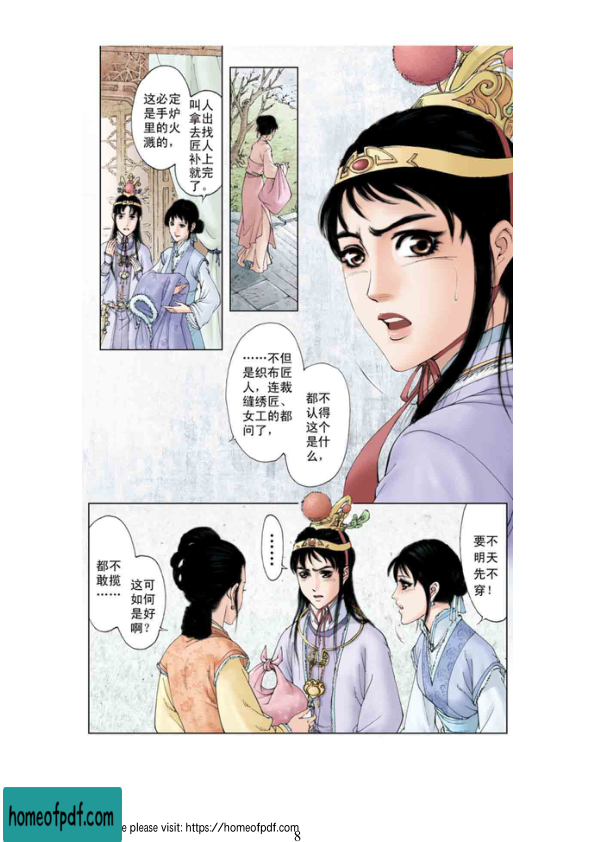 这必定
是手炉
里的火
溅的，
叫人
拿出
去找
匠人
补上
就完
了。
……不但
是织布匠
人，连裁
缝绣匠、
女工的都
问了，
都不
认得
这个
是什
么，
要不
明天
先不
穿！
……
都不
敢揽
……
这可
如何
是好
啊？
homeofpdf.com
e please visit: https://homeofpdf.com
8